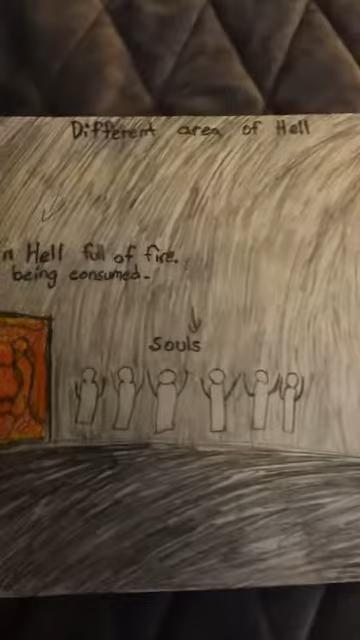 Different area of Hell
n Hell full of fire.
being consumed.
Souls